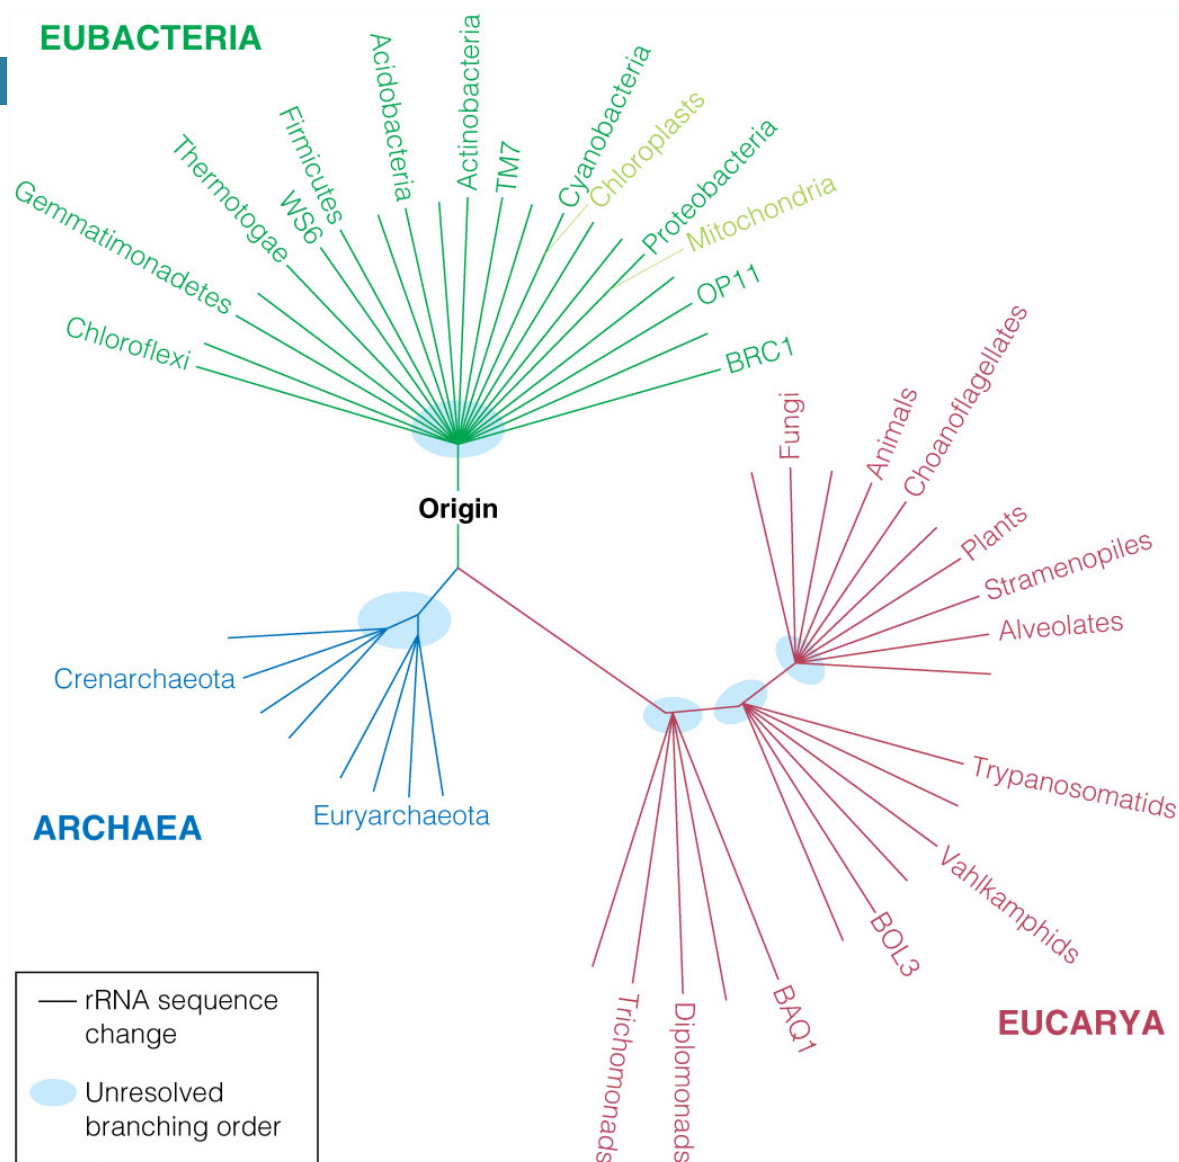 EUBACTERIA
Chloroflexi
Gemmatimonadetes
Thermotogae
WS6
Firmicutes
Acidobacteria
Actinobacteria
TM7
Cyanobacteria
Chloroplasts
Proteobacteria
Mitochondria
OP11
BRC1
Origin
Fungi
Animals
Choanoflagellates
Plants
Stramenopiles
Alveolates
Crenarchaeota
Euryarchaeota
ARCHAEA
Trypanosomatids
Vahlkamphids
BOL3
BAQ1
Diplomonads
Trichomonads
EUCARYA
rRNA sequence
change
Unresolved
branching order